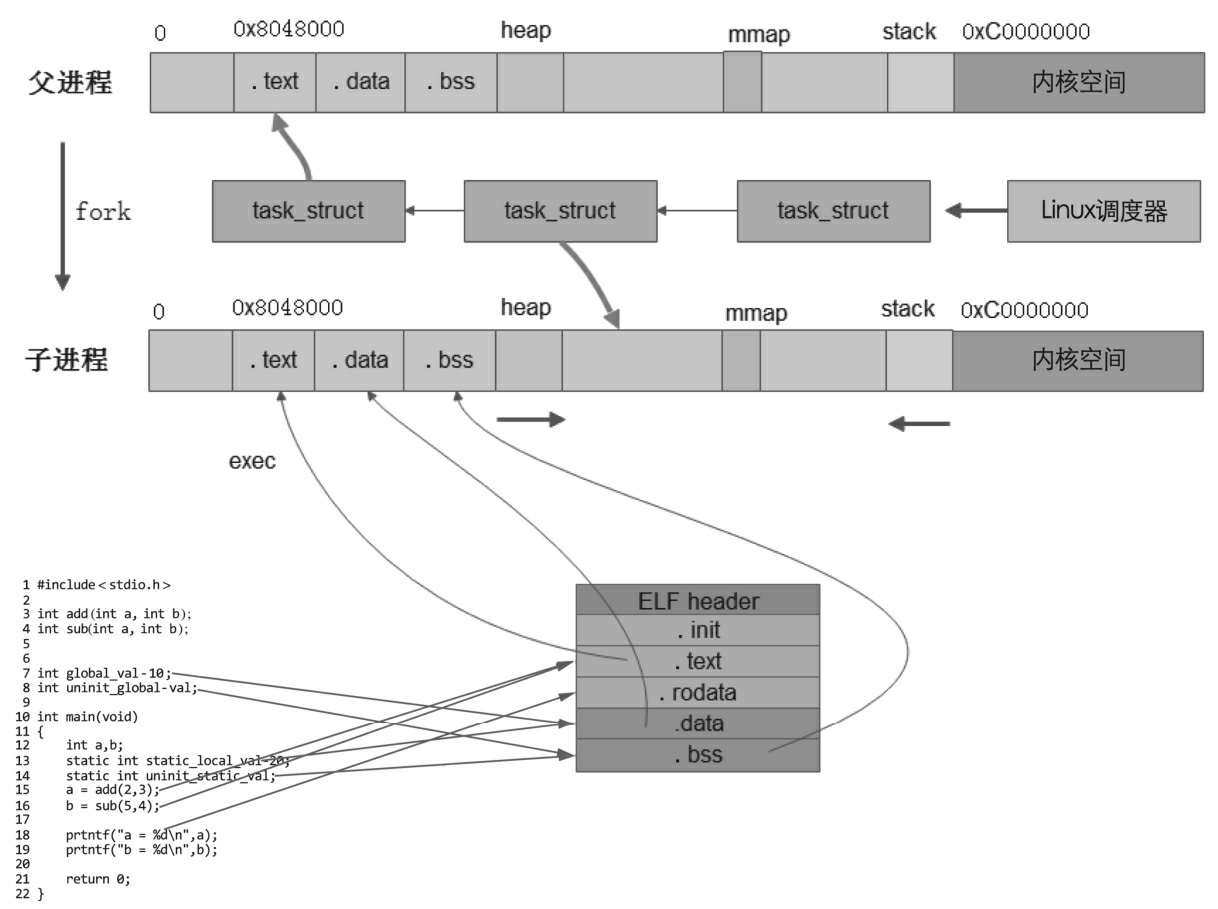 0 0x8048000 heap mmap stack 0xC0000000
父进程 .text .data .bss 内核空间
fork task_struct task_struct task_struct Linux调度器
0 0x8048000 heap mmap stack 0xC0000000
子进程 .text .data .bss 内核空间
exec
ELF header
.init
.text
.rodata
.data
.bss
1 #include<stdio.h>
2
3 int add(int a, int b);
4 int sub(int a, int b);
5
6
7 int global_val-10;
8 int uninit_global-val;
9
10 int main(void)
11 {
12 int a,b;
13 static int static_local_val-20;
14 static int uninit_static_val;
15 a = add(2,3);
16 b = sub(5,4);
17
18 prtntf("a = %d\n",a);
19 prtntf("b = %d\n",b);
20
21 return 0;
22 }